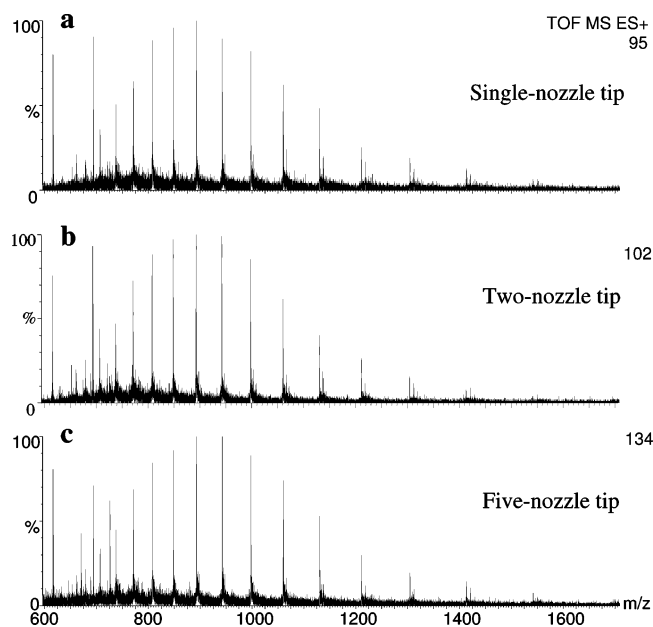 a
100
TOF MS ES+
95
Single-nozzle tip
%
0
b
100
102
Two-nozzle tip
%
0
c
100
134
Five-nozzle tip
%
0
m/z
600 800 1000 1200 1400 1600